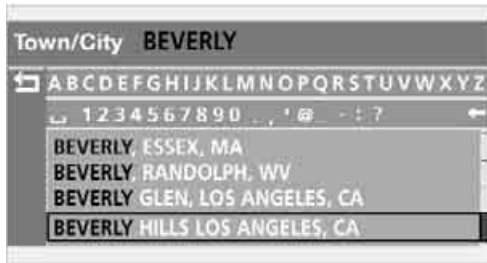 Town/City BEVERLY
ABCDEFGHIJKLMNOPQRSTUVWXYZ
␣ 1234567890 . , ' @ _ - : ?
BEVERLY, ESSEX, MA
BEVERLY, RANDOLPH, WV
BEVERLY GLEN, LOS ANGELES, CA
BEVERLY HILLS LOS ANGELES, CA